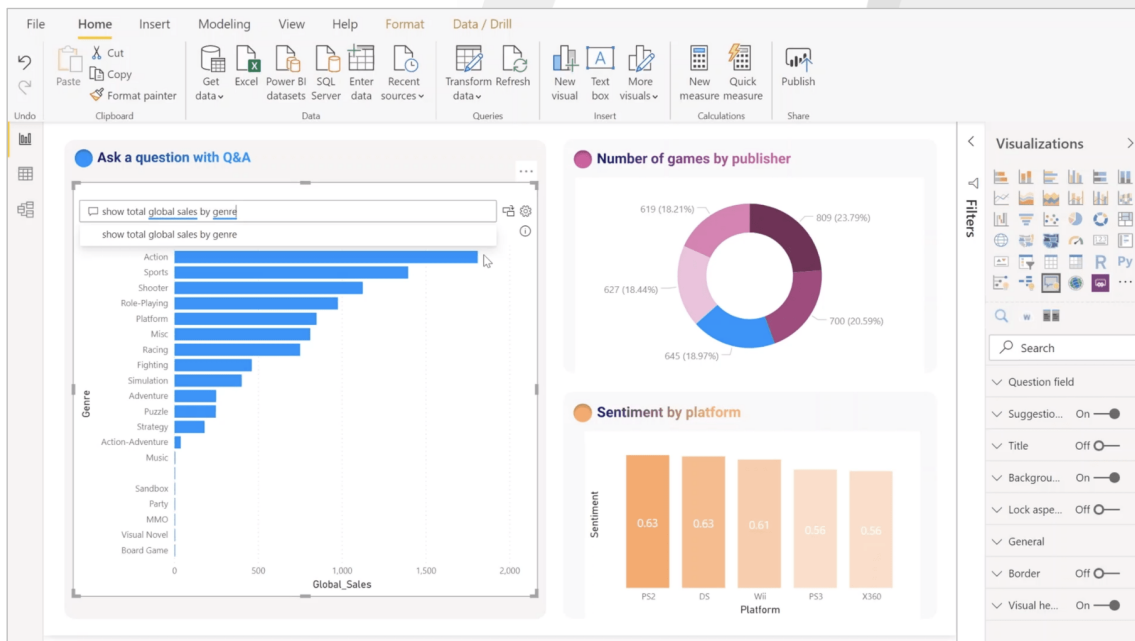 File Home Insert Modeling View Help Format Data / Drill
Cut
Copy
Format painter
Paste
Get data
Excel
Power BI datasets
SQL Server
Enter data
Recent sources
Transform data
Refresh
New visual
Text box
More visuals
New measure
Quick measure
Publish
Undo Clipboard Data Queries Insert Calculations Share
Ask a question with Q&A
show total global sales by genre
show total global sales by genre
Genre
Action
Sports
Shooter
Role-Playing
Platform
Misc
Racing
Fighting
Simulation
Adventure
Puzzle
Strategy
Action-Adventure
Music
Sandbox
Party
MMO
Visual Novel
Board Game
0 500 1,000 1,500 2,000
Global_Sales
Number of games by publisher
619 (18.21%)
809 (23.79%)
627 (18.44%)
700 (20.59%)
645 (18.97%)
Sentiment by platform
Sentiment
0.63 0.63 0.61 0.56 0.56
PS2 DS Wii PS3 X360
Platform
Filters
Visualizations
R Py
Search
Question field
Suggestio... On
Title Off
Backgrou... On
Lock aspe... Off
General
Border Off
Visual he... On